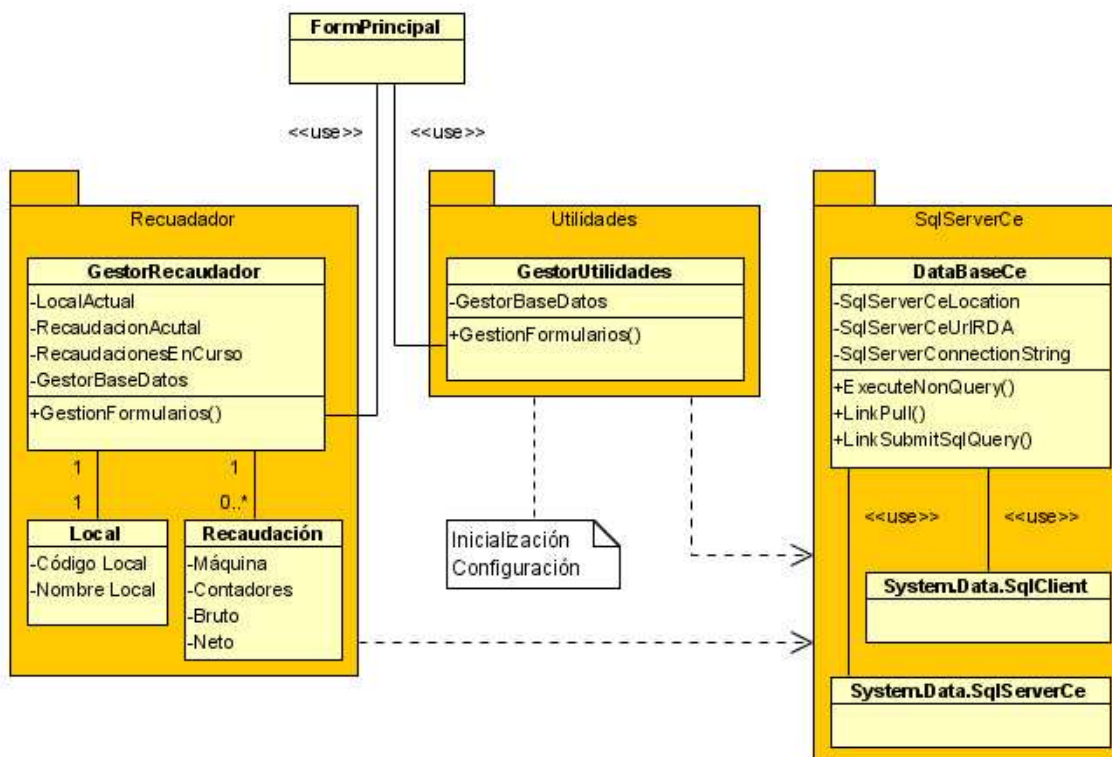 FormPrincipal
<<use>>
<<use>>
Recuadador
GestorRecaudador
-LocalActual
-RecaudacionAcutal
-RecaudacionesEnCurso
-GestorBaseDatos
+GestionFormularios()
1
1
1
0..*
Local
-Código Local
-Nombre Local
Recaudación
-Máquina
-Contadores
-Bruto
-Neto
Utilidades
GestorUtilidades
-GestorBaseDatos
+GestionFormularios()
Inicialización
Configuración
SqlServerCe
DataBaseCe
-SqlServerCeLocation
-SqlServerCeUrlRDA
-SqlServerConnectionString
+ExecuteNonQuery()
+LinkPull()
+LinkSubmitSqlQuery()
<<use>>
<<use>>
System.Data.SqlClient
System.Data.SqlServerCe